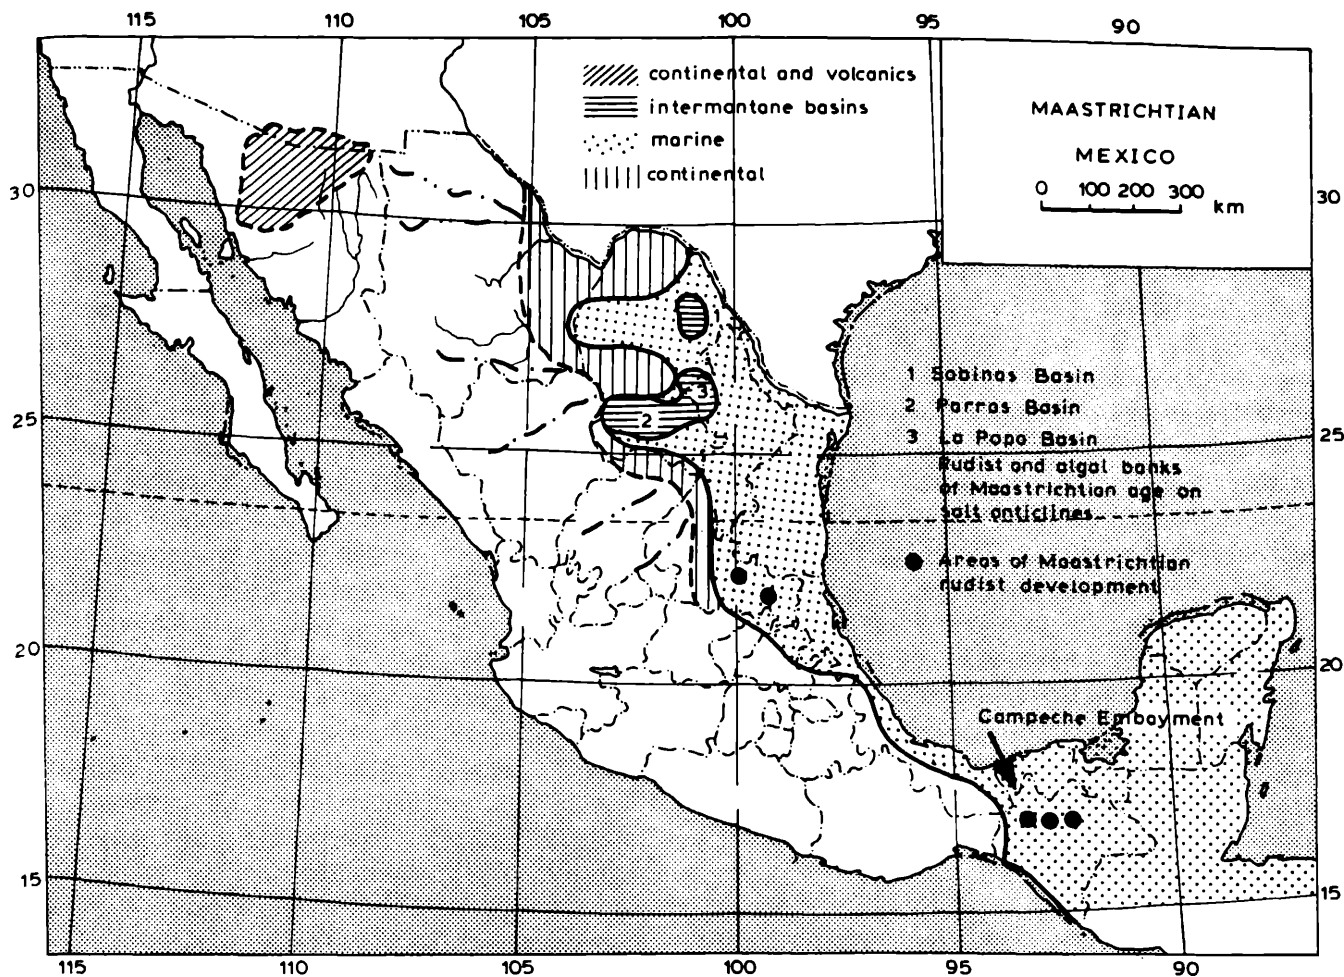 115 110 105 100 95 90
continental and volcanics
intermontane basins
marine
continental
MAASTRICHTIAN
MEXICO
0 100 200 300 km
30 30
1 Sabinas Basin
2 Parras Basin
3 La Popa Basin
Rudist and algal banks
of Maastrichtian age on
salt anticlines
25 25
3
2
Areas of Maastrichtian
rudist development
20 20
Campeche Embayment
15 15
115 110 105 100 95 90